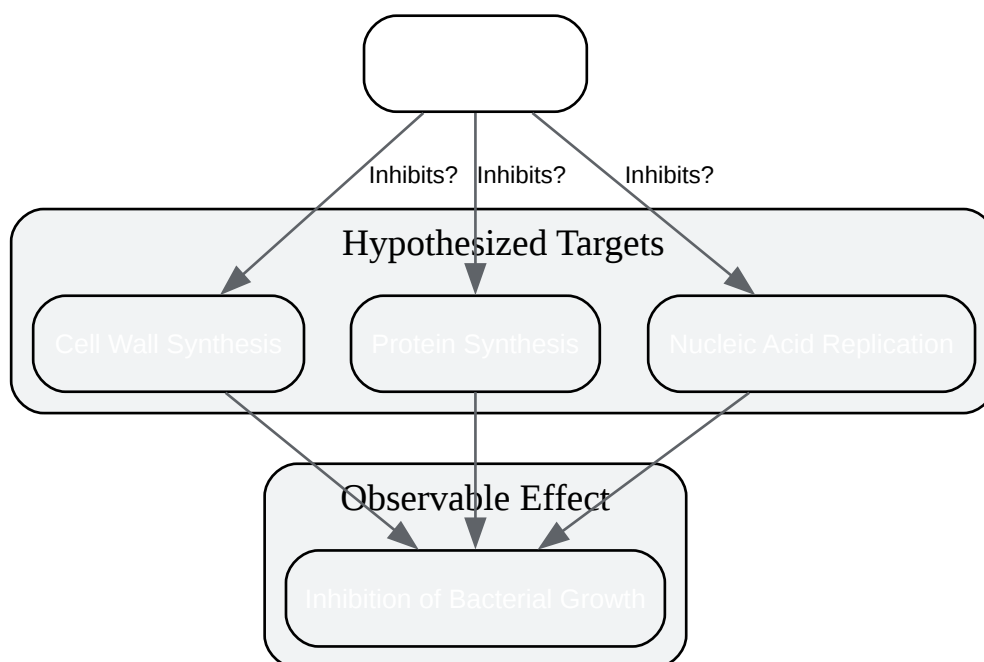 Inhibits?
Inhibits?
Inhibits?
Hypothesized Targets
Cell Wall Synthesis
Protein Synthesis
Nucleic Acid Replication
Observable Effect
Inhibition of Bacterial Growth